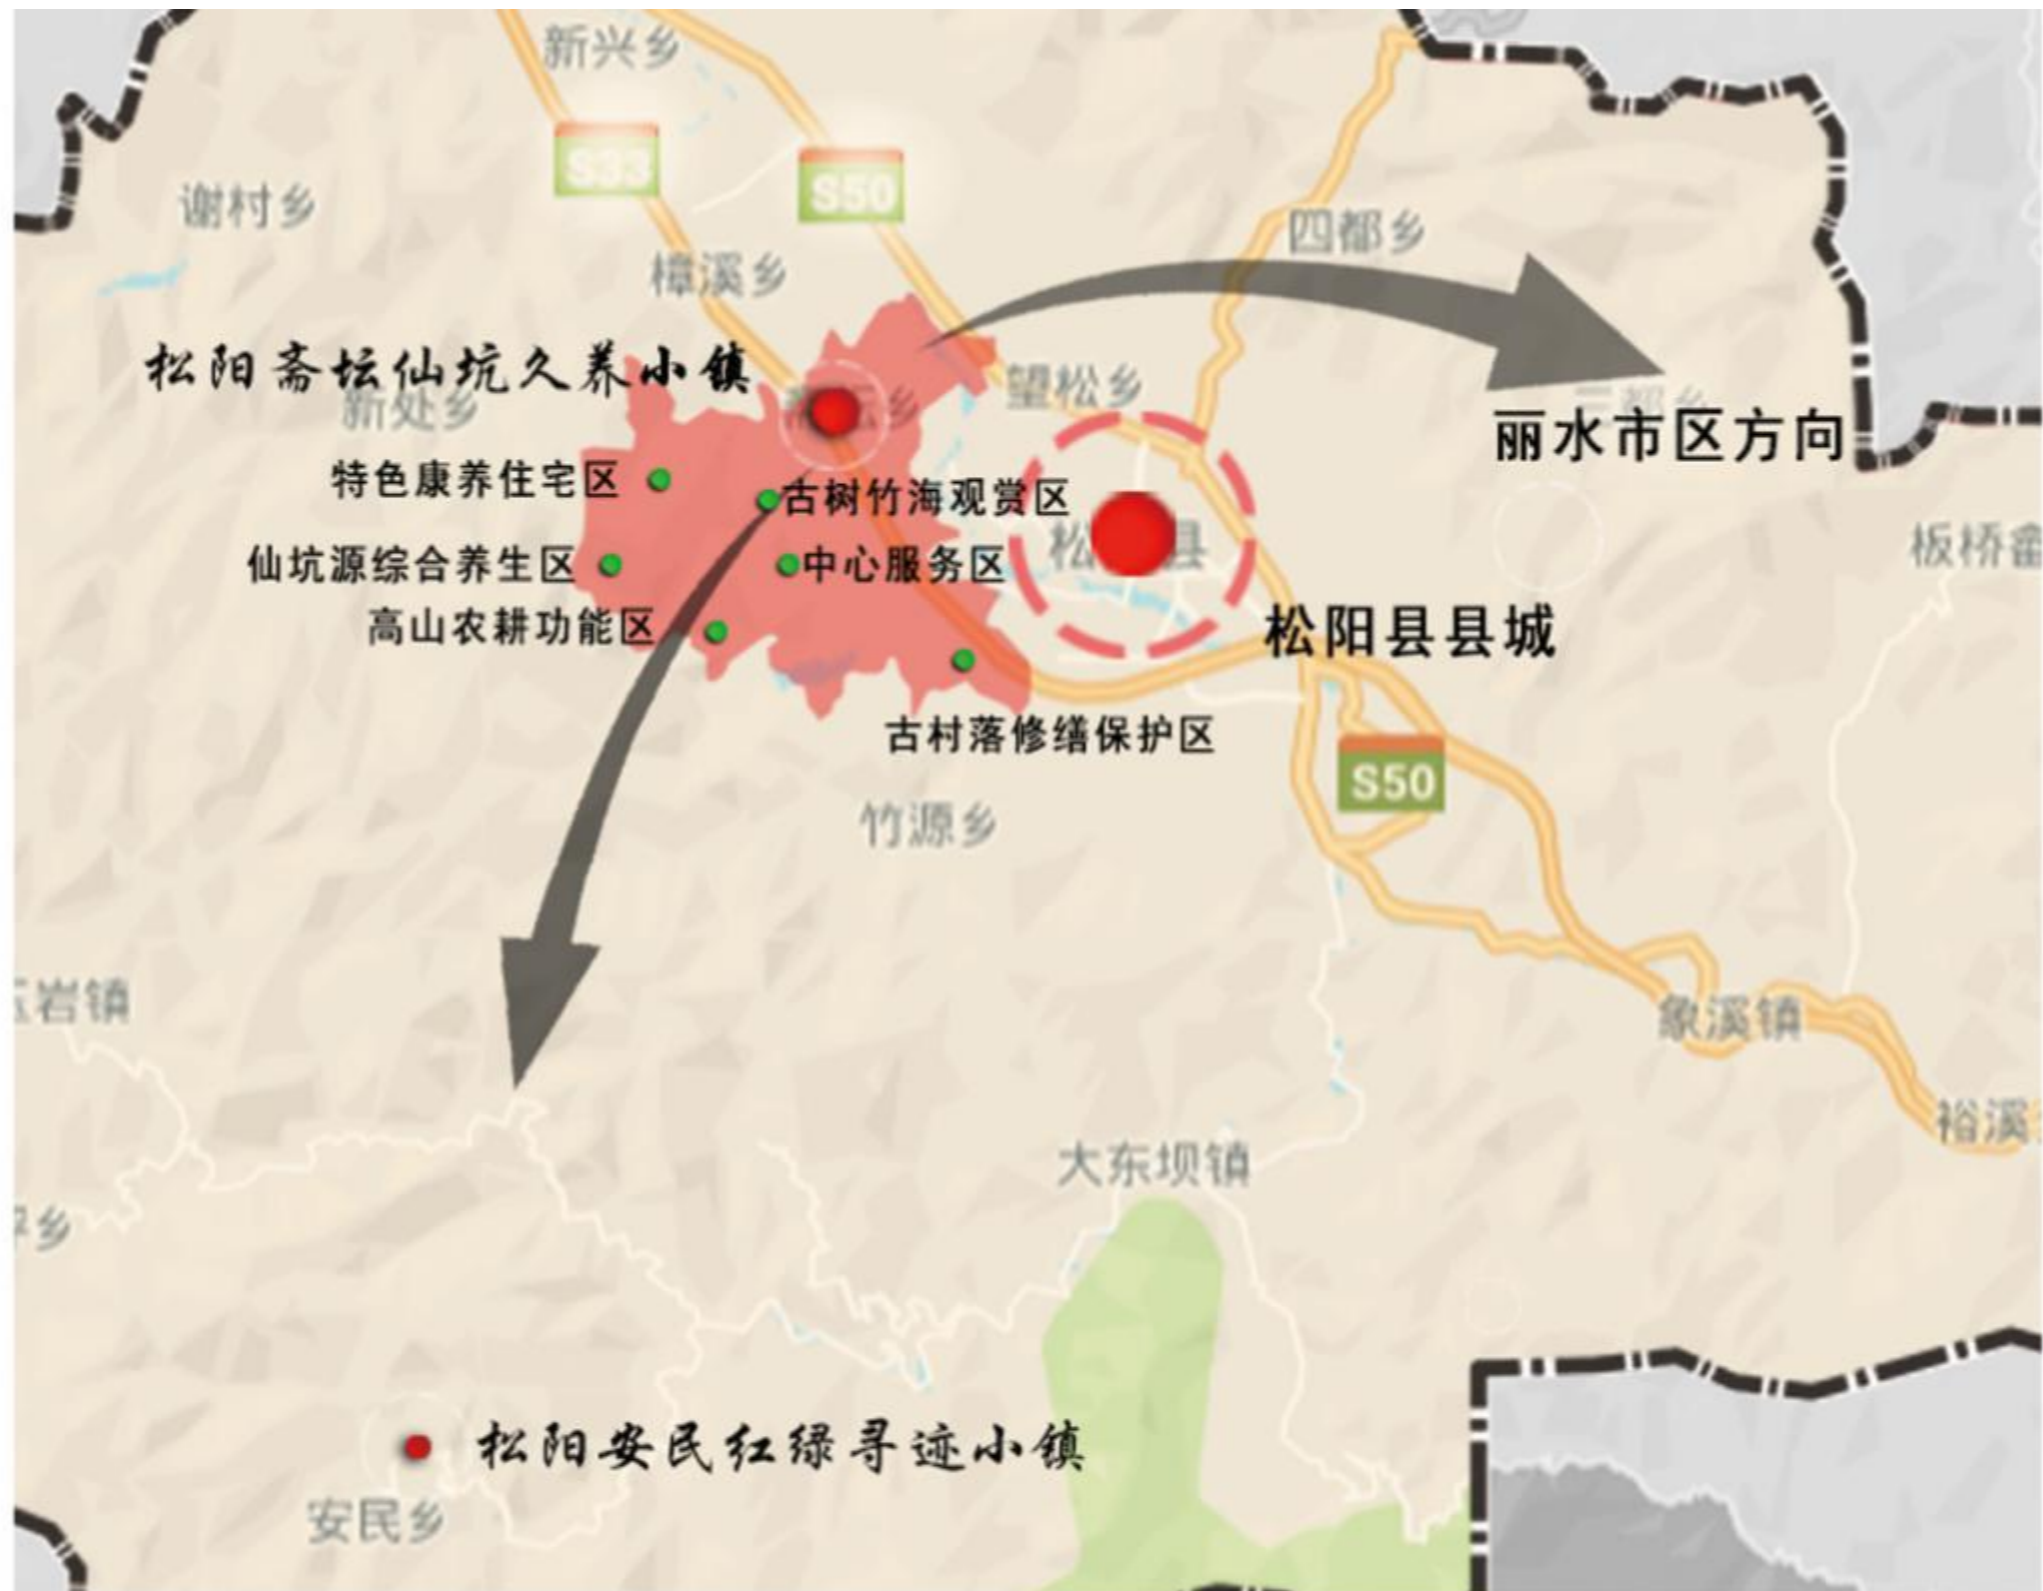 新兴乡
S33
S50
谢村乡
四都乡
樟溪乡
松阳斋坛仙坑久养小镇
望松乡
新处乡
丽水市区方向
特色康养住宅区
古树竹海观赏区
松 县
板桥畲
仙坑源综合养生区
中心服务区
高山农耕功能区
松阳县县城
古村落修缮保护区
S50
竹源乡
岩镇
象溪镇
裕溪
大东坝镇
乡
松阳安民红绿寻迹小镇
安民乡